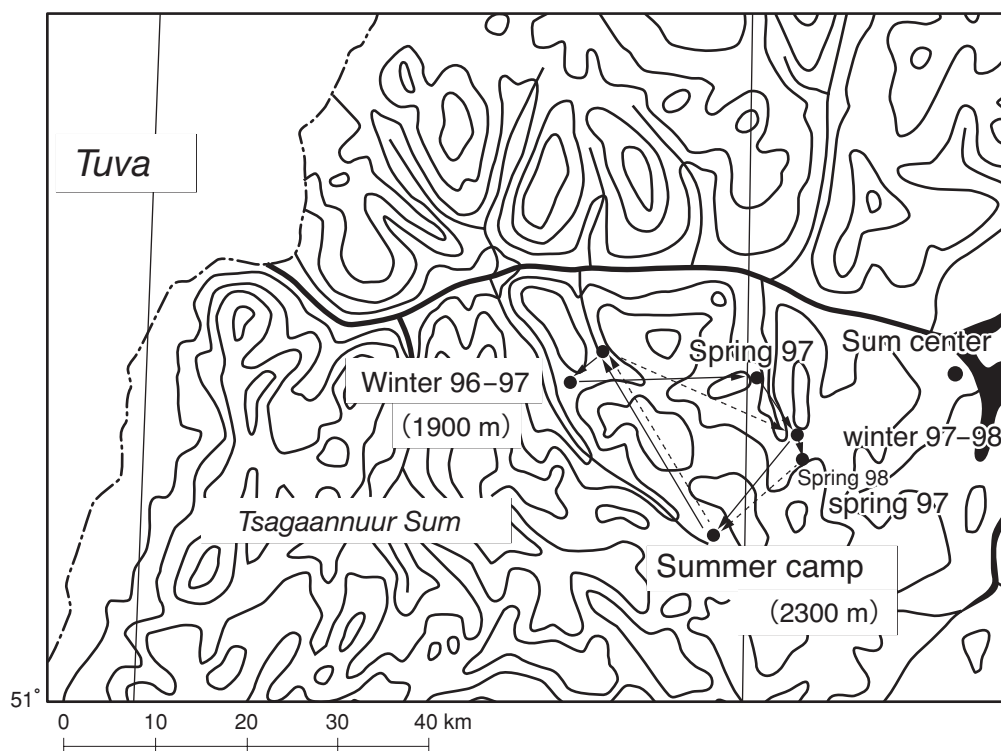 Tuva
Spring 97
Sum center
Winter 96–97
(1900 m)
winter 97–98
Spring 98
spring 97
Tsagaannuur Sum
Summer camp
(2300 m)
51°
0 10 20 30 40 km